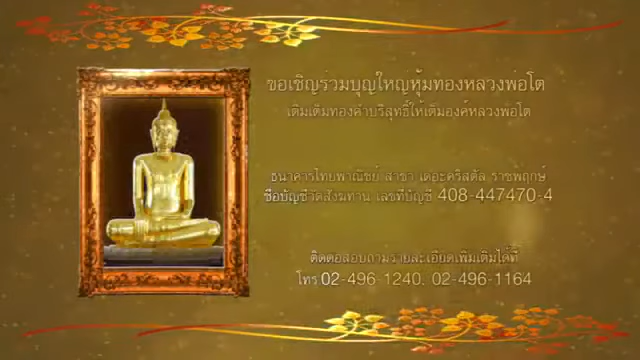 ขอเชิญร่วมบุญใหญ่หุ้มทองหลวงพ่อโต
เติมเต็มทองคำบริสุทธิ์ให้เต็มองค์หลวงพ่อโต
ธนาคารไทยพาณิชย์ สาขา เดอะคริสตัล ราชพฤกษ์
ชื่อบัญชีวัดสังฆทาน เลขที่บัญชี 408-447470-4
ติดต่อสอบถามรายละเอียดเพิ่มเติมได้ที่
โทร 02-496-1240. 02-496-1164